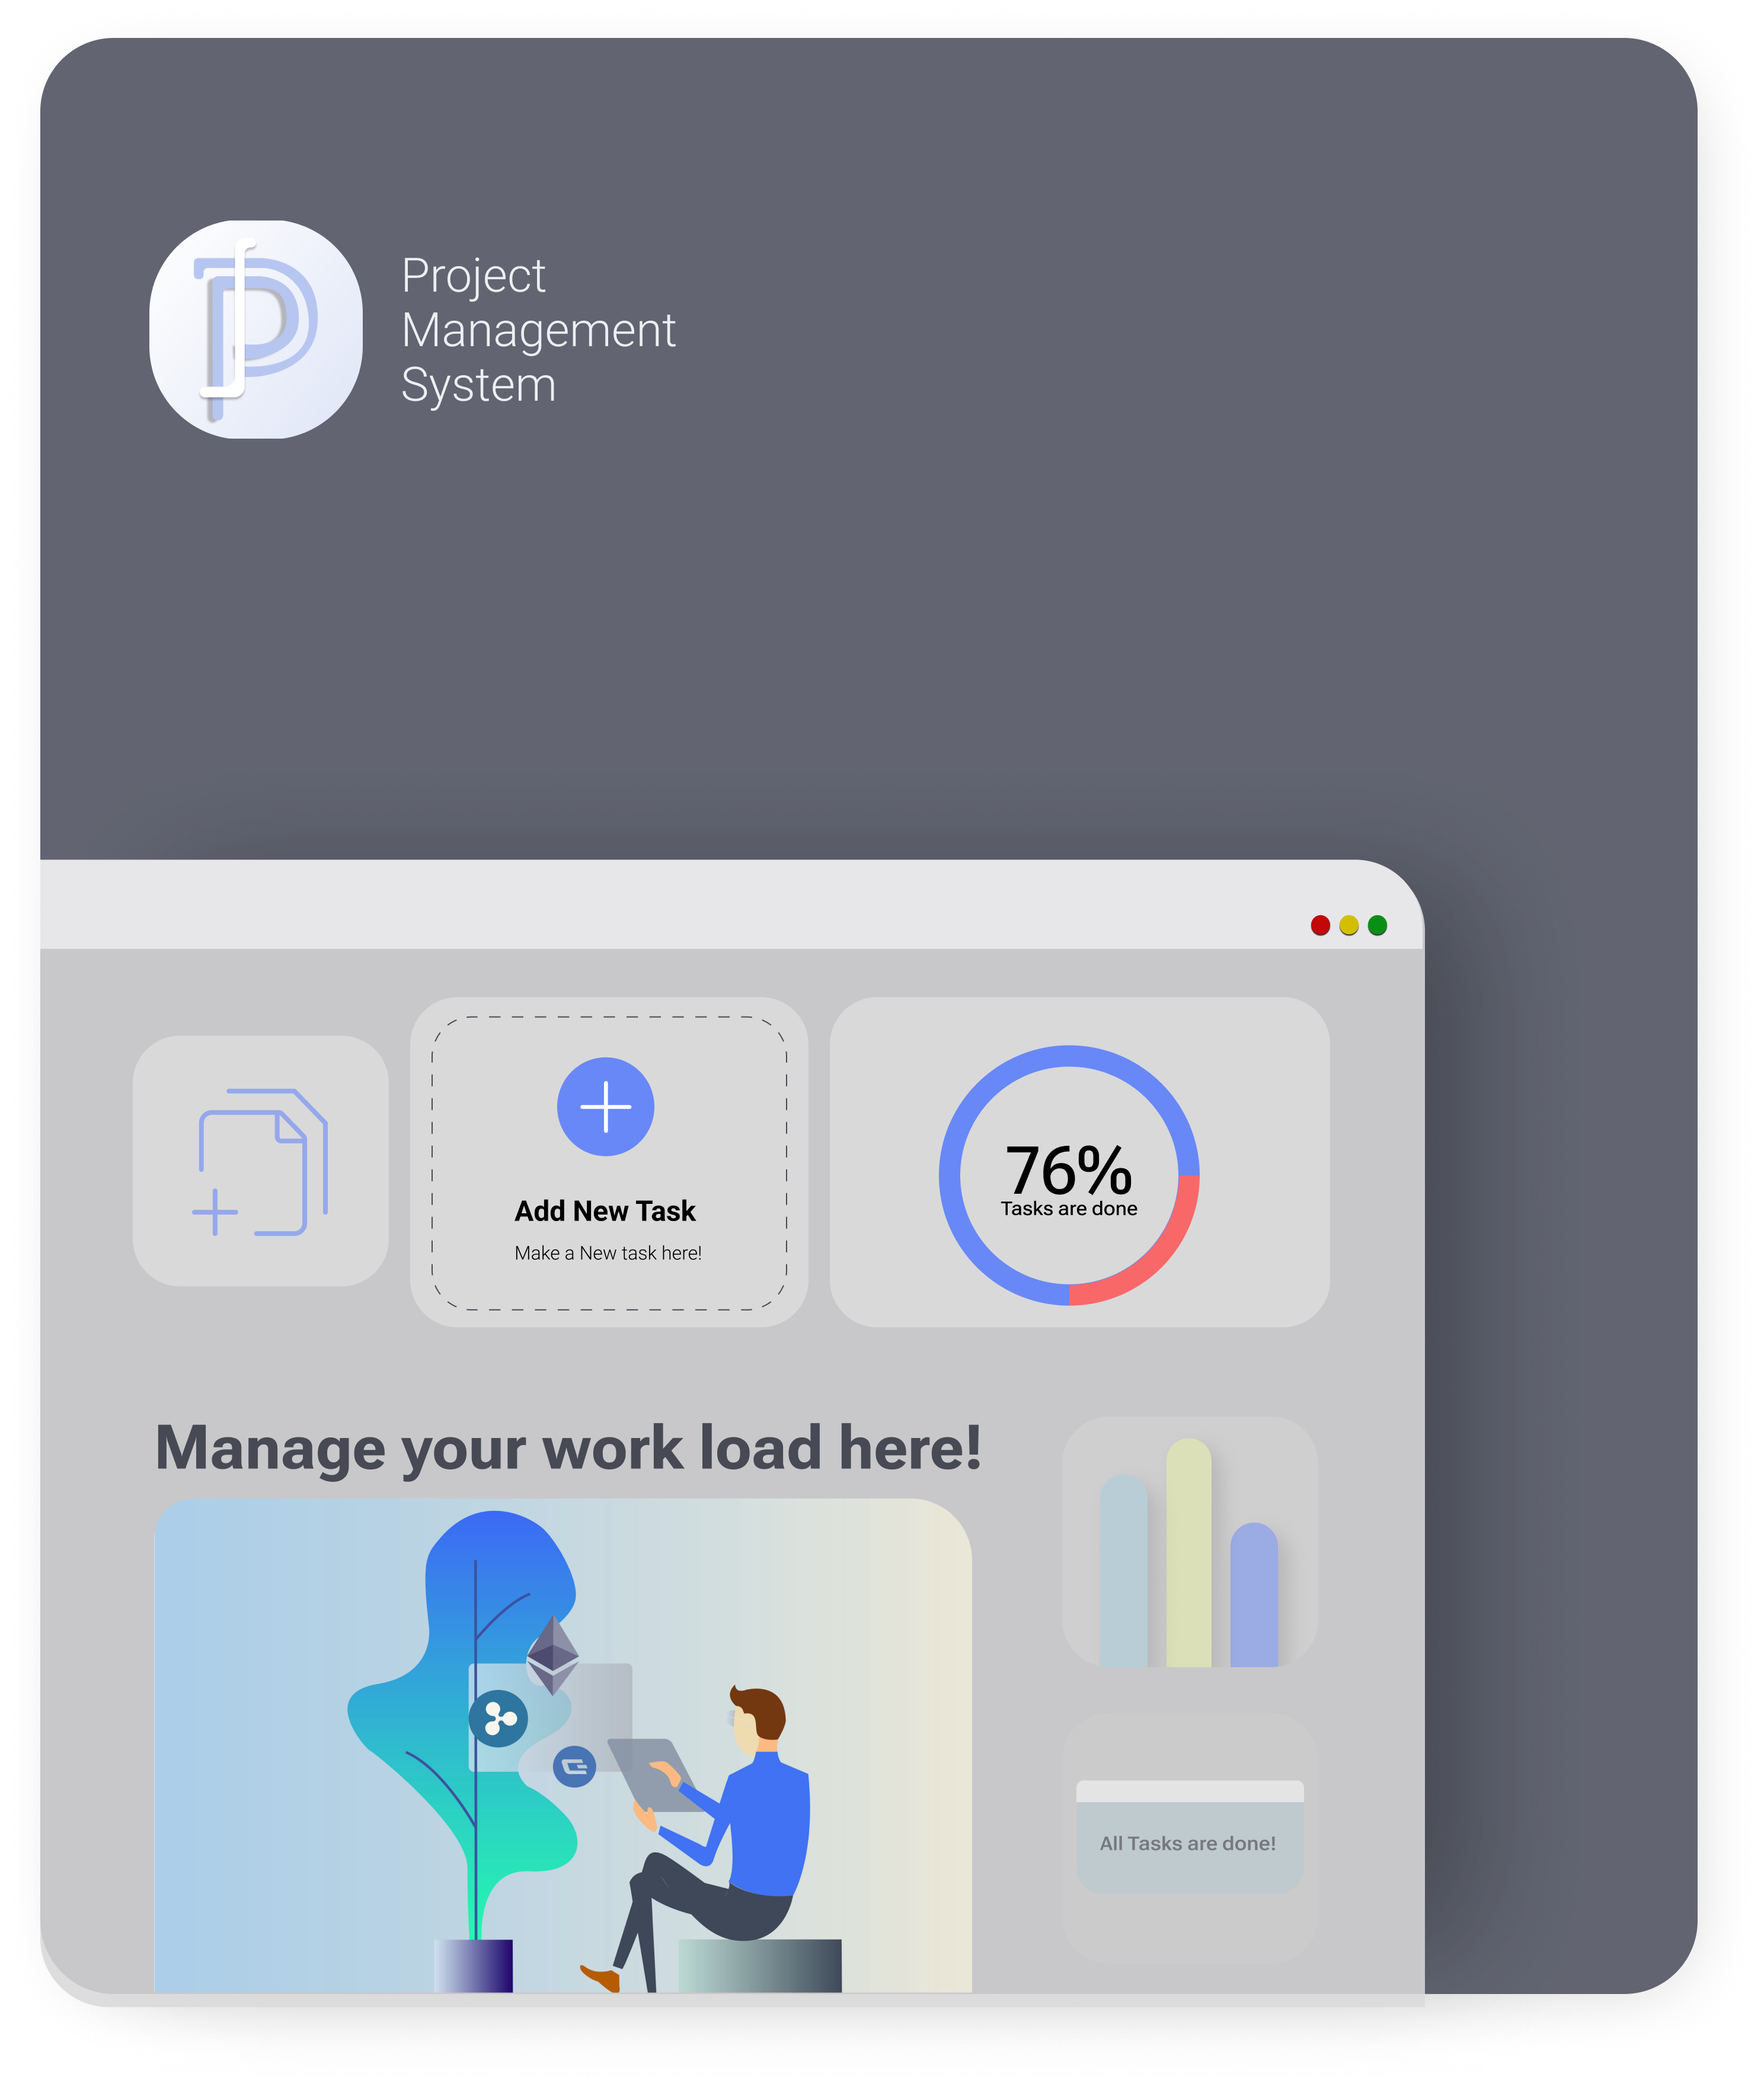 Project
Management
System
Add New Task
Make a New task here!
76%
Tasks are done
Manage your work load here!
All Tasks are done!